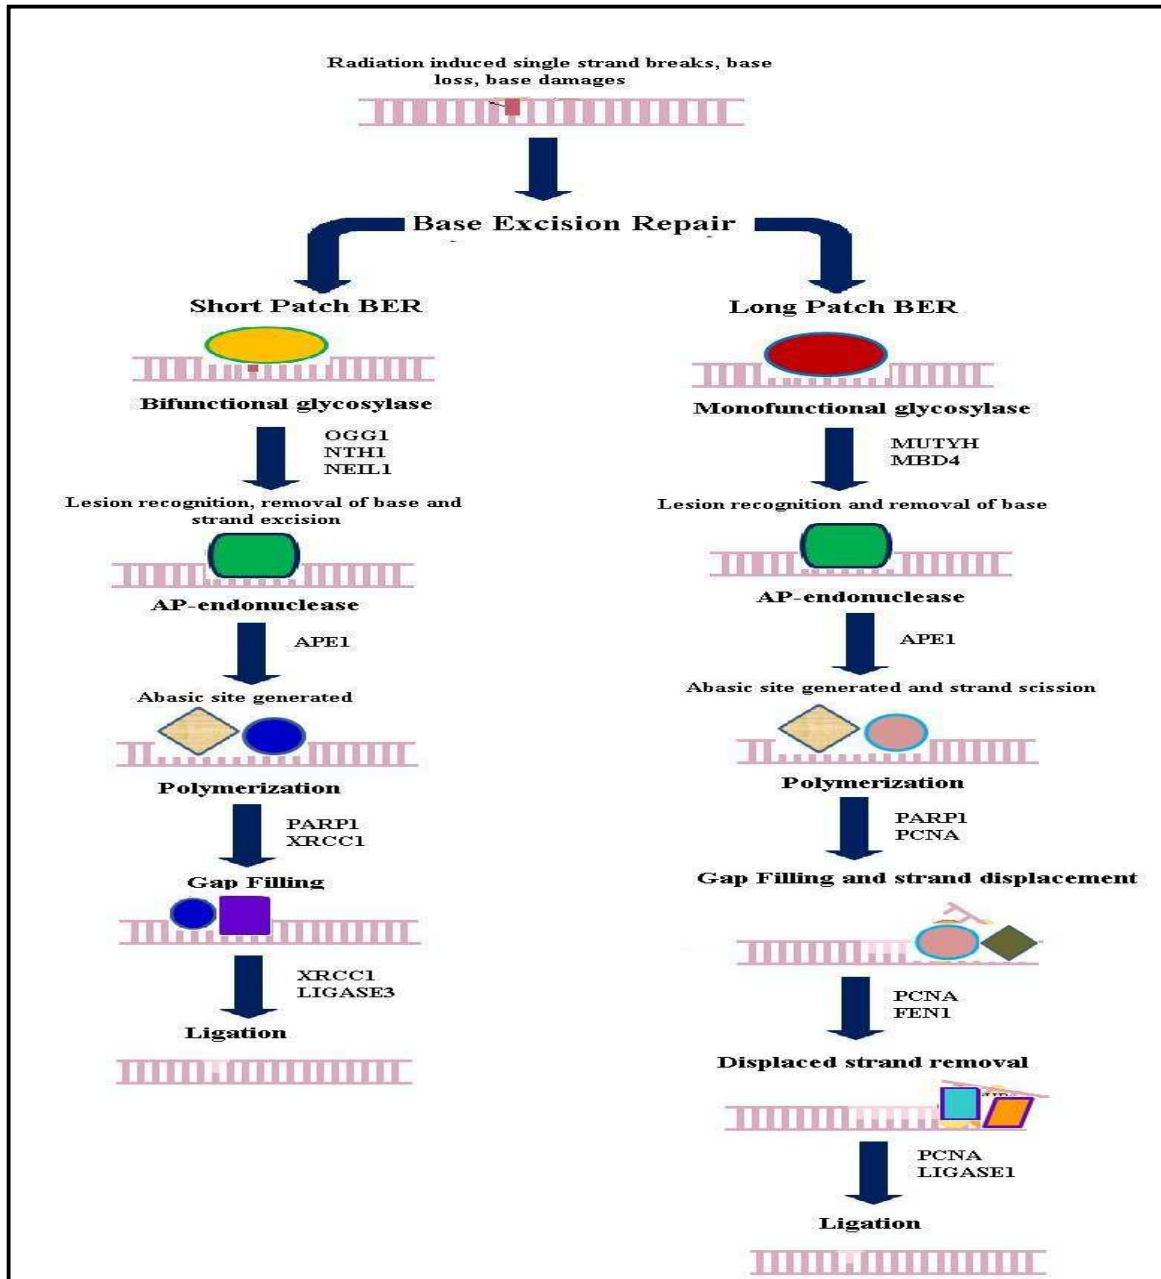 Radiation induced single strand breaks, base
loss, base damages
Base Excision Repair
Short Patch BER
Bifunctional glycosylase
OGG1
NTH1
NEIL1
Lesion recognition, removal of base and
strand excision
AP-endonuclease
APE1
Abasic site generated
Polymerization
PARP1
XRCC1
Gap Filling
XRCC1
LIGASE3
Ligation
Long Patch BER
Monofunctional glycosylase
MUTYH
MBD4
Lesion recognition and removal of base
AP-endonuclease
APE1
Abasic site generated and strand scission
Polymerization
PARP1
PCNA
Gap Filling and strand displacement
PCNA
FEN1
Displaced strand removal
PCNA
LIGASE1
Ligation